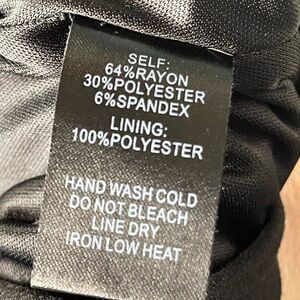 SELF:
64%RAYON
30%POLYESTER
6%SPANDEX
LINING:
100%POLYESTER
HAND WASH COLD
DO NOT BLEACH
LINE DRY
IRON LOW HEAT